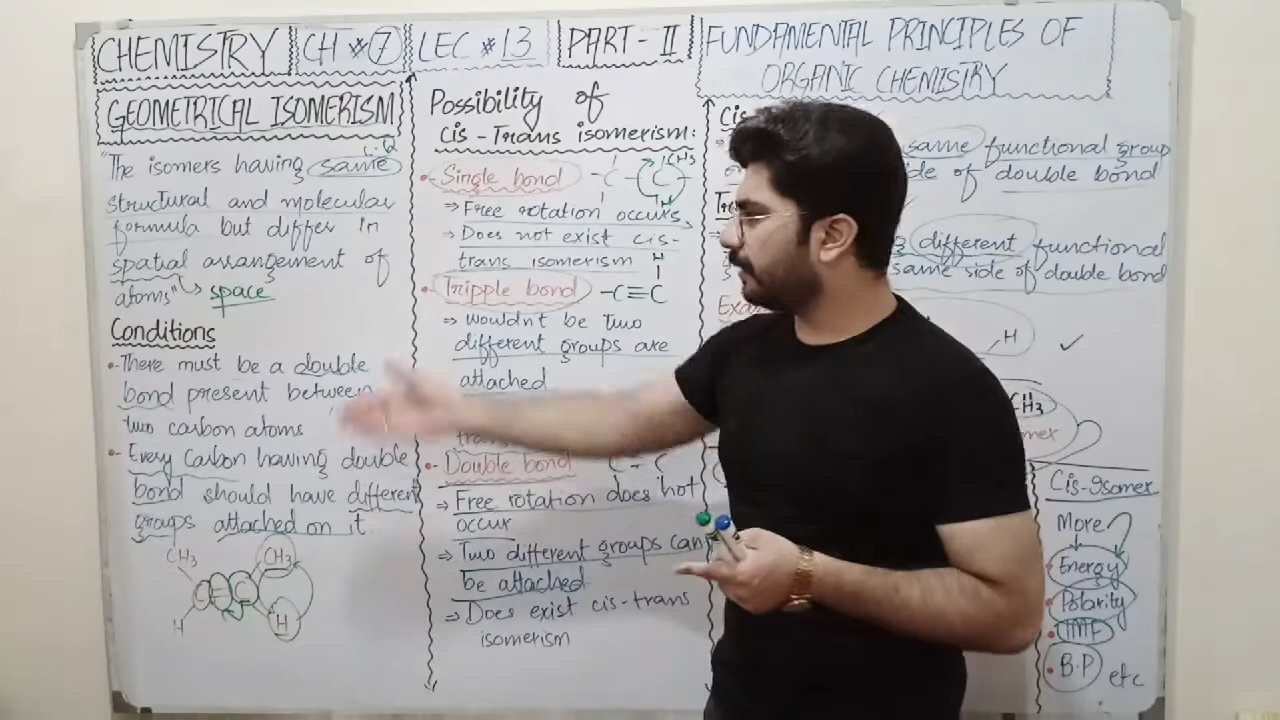 CHEMISTRY
CH #7
LEC #13
PART-II
FUNDAMENTAL PRINCIPLES OF
ORGANIC CHEMISTRY
GEOMETRICAL ISOMERISM
"The isomers having same
structural and molecular
formula but differ in
spatial arrangement of
atoms" space
Conditions
There must be a double
bond present between
two carbon atoms
Every Carbon having double
bond should have different
groups attached on it
CH3 CH3
C=C
H H
Possibility of
Cis-Trans isomerism:
Single bond -C-C-CH3
H
⇒ Free rotation occurs
⇒ Does not exist cis-
trans isomerism
H
Tripple bond -C≡C
⇒ wouldn't be two
different groups are
attached
Double bond
⇒ Free rotation does not
occur
⇒ Two different groups can
be attached
⇒ Does exist cis-trans
isomerism
Cis
same functional group
side of double bond
different functional
same side of double bond
H ✓
CH3
Cis-Isomer
More
Energy
Polarity
IMF
B.P etc